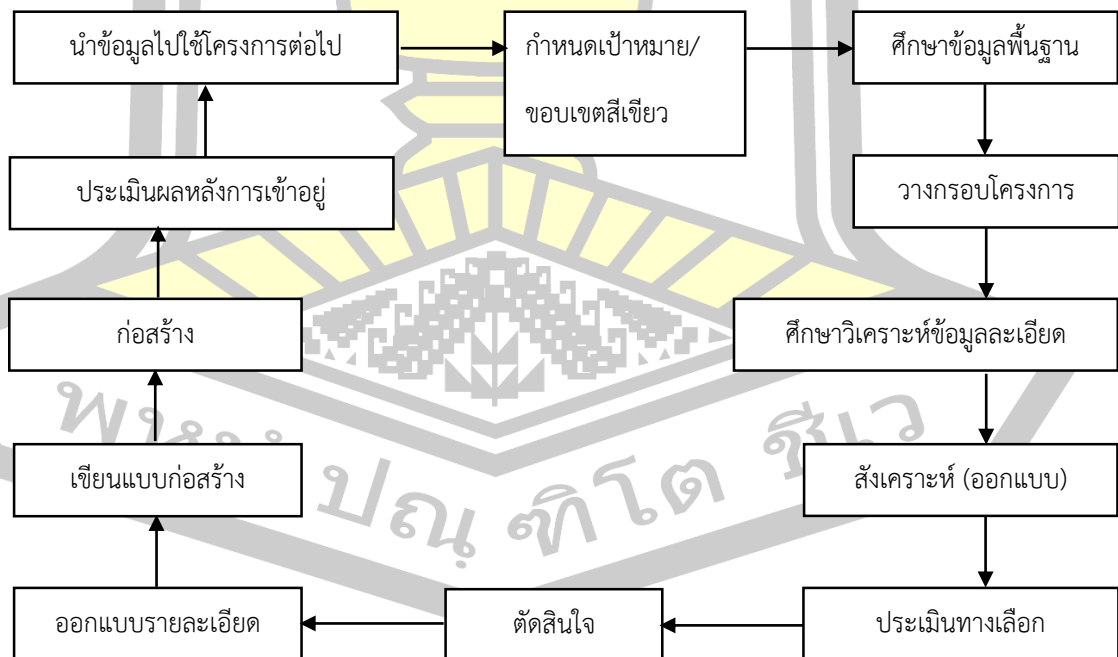 นำข้อมูลไปใช้โครงการต่อไป
กำหนดเป้าหมาย/
ขอบเขตสีเขียว
ศึกษาข้อมูลพื้นฐาน
ประเมินผลหลังการเข้าอยู่
วางกรอบโครงการ
ก่อสร้าง
ศึกษาวิเคราะห์ข้อมูลละเอียด
เขียนแบบก่อสร้าง
สังเคราะห์ (ออกแบบ)
ออกแบบรายละเอียด
ตัดสินใจ
ประเมินทางเลือก
ปณฺ ฑิโต ชีเว